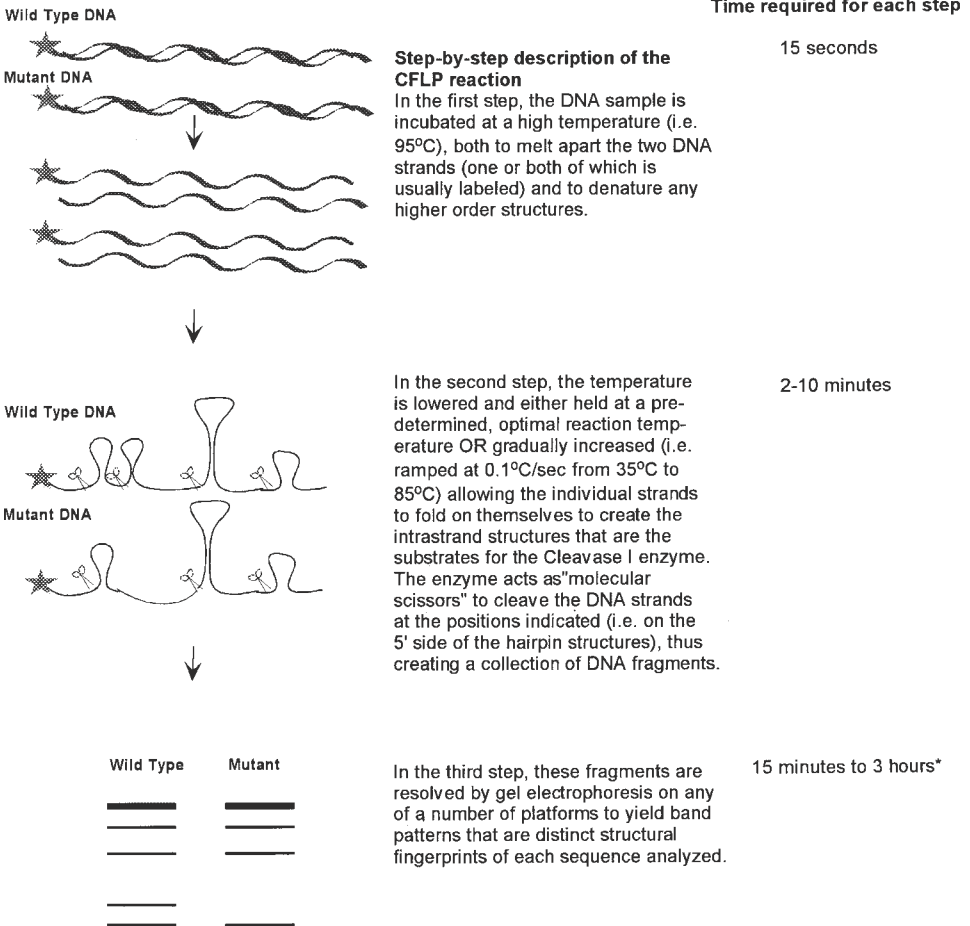 Time required for each step
Wild Type DNA
15 seconds
Mutant DNA
Step-by-step description of the
CFLP reaction
In the first step, the DNA sample is
incubated at a high temperature (i.e.
95ºC), both to melt apart the two DNA
strands (one or both of which is
usually labeled) and to denature any
higher order structures.
Wild Type DNA
Mutant DNA
In the second step, the temperature
is lowered and either held at a pre-
determined, optimal reaction temp-
erature OR gradually increased (i.e.
ramped at 0.1ºC/sec from 35ºC to
85ºC) allowing the individual strands
to fold on themselves to create the
intrastrand structures that are the
substrates for the Cleavase I enzyme.
The enzyme acts as"molecular
scissors" to cleave the DNA strands
at the positions indicated (i.e. on the
5' side of the hairpin structures), thus
creating a collection of DNA fragments.
2-10 minutes
Wild Type
Mutant
In the third step, these fragments are
resolved by gel electrophoresis on any
of a number of platforms to yield band
patterns that are distinct structural
fingerprints of each sequence analyzed.
15 minutes to 3 hours*